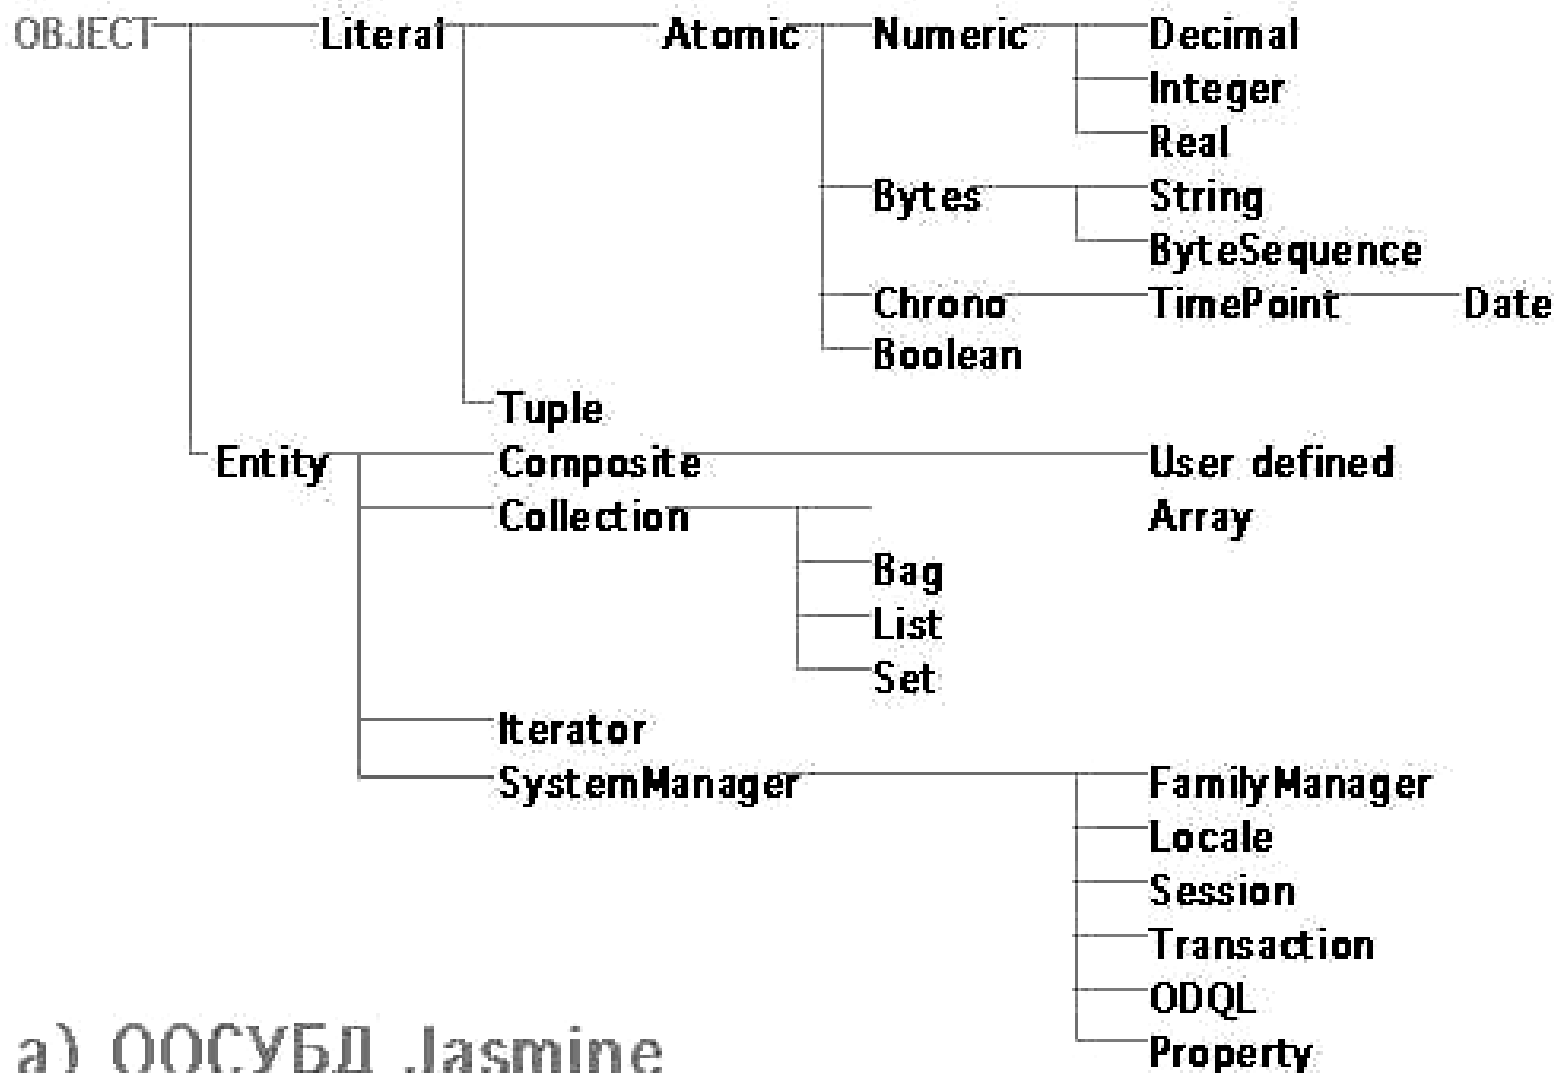 OBJECT Literal Atomic Numeric Decimal
Integer
Real
Bytes String
ByteSequence
Chrono TimePoint Date
Boolean
Tuple
Entity Composite User defined
Collection Array
Bag
List
Set
Iterator
SystemManager FamilyManager
Locale
Session
Transaction
ODQL
Property
а) ООСУБД Jasmine